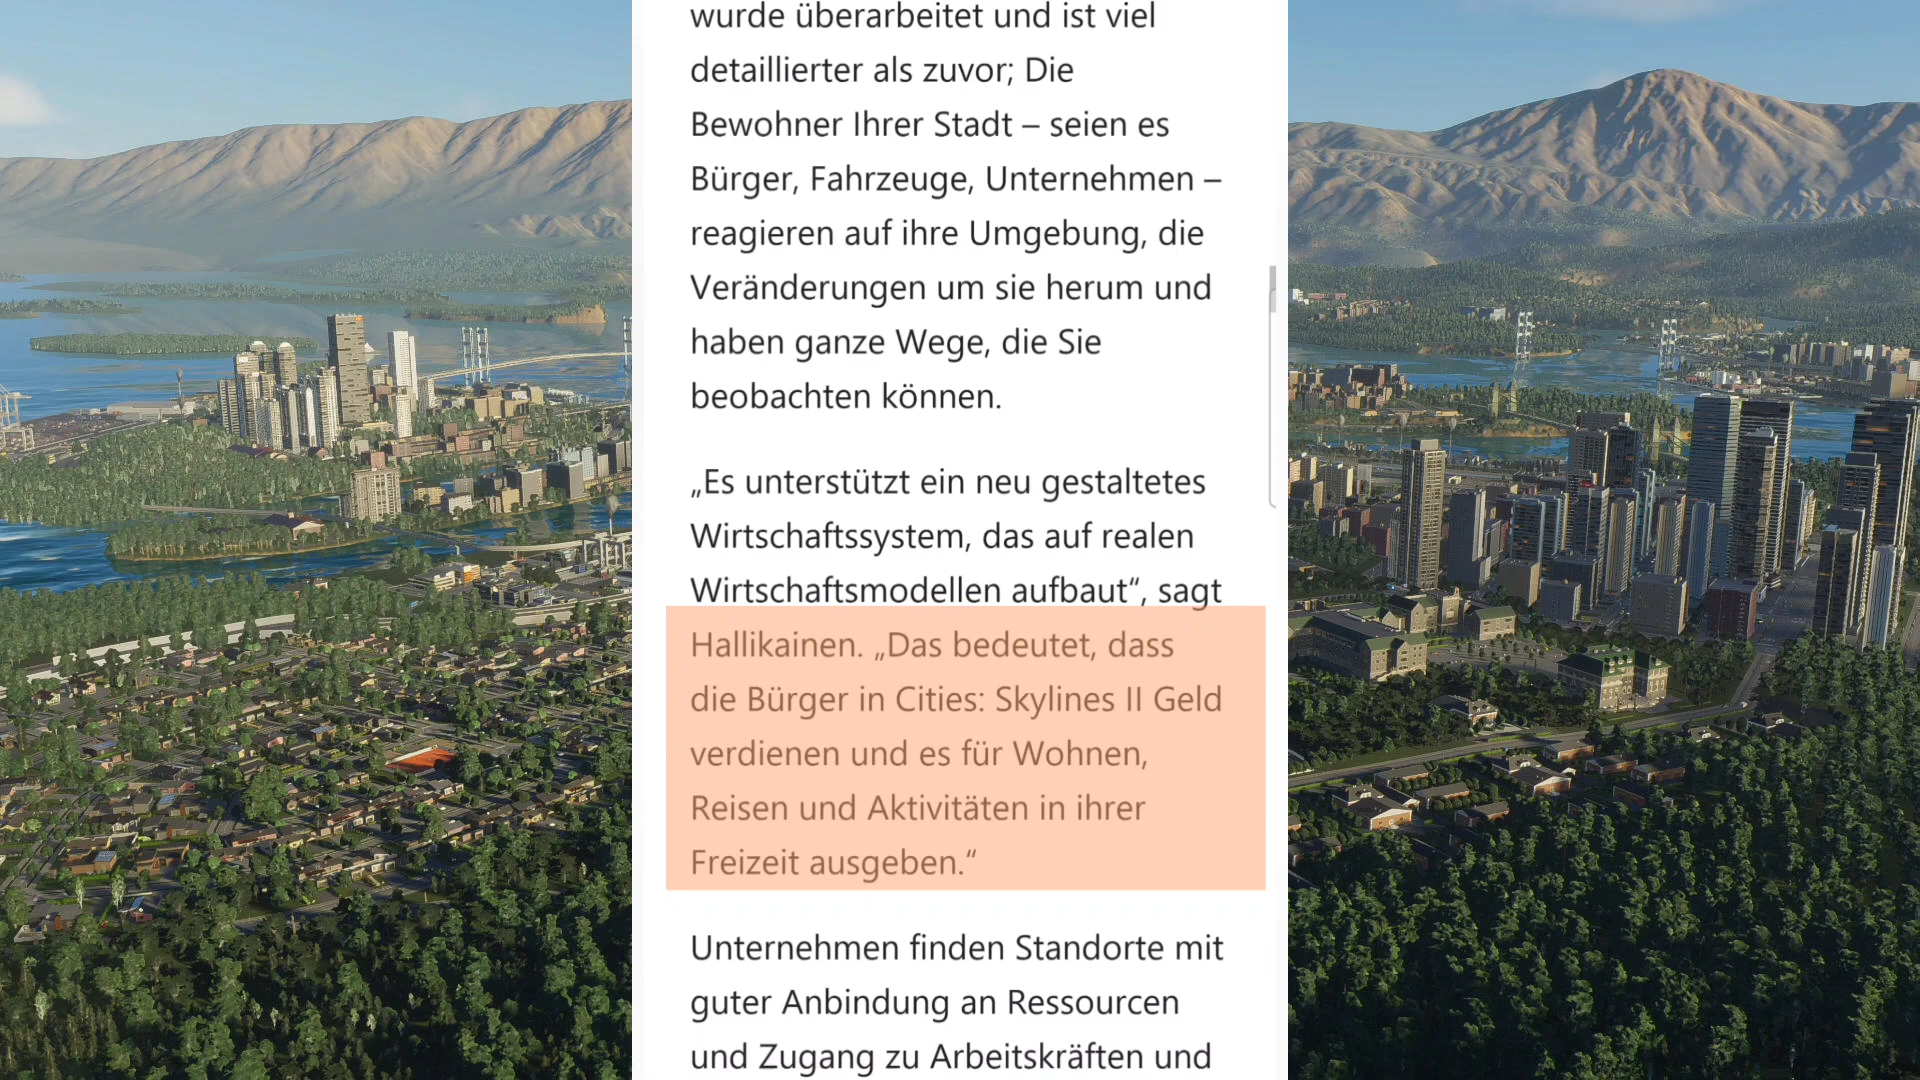 wurde überarbeitet und ist viel
detaillierter als zuvor; Die
Bewohner Ihrer Stadt – seien es
Bürger, Fahrzeuge, Unternehmen –
reagieren auf ihre Umgebung, die
Veränderungen um sie herum und
haben ganze Wege, die Sie
beobachten können.
„Es unterstützt ein neu gestaltetes
Wirtschaftssystem, das auf realen
Wirtschaftsmodellen aufbaut“, sagt
Hallikainen. „Das bedeutet, dass
die Bürger in Cities: Skylines II Geld
verdienen und es für Wohnen,
Reisen und Aktivitäten in ihrer
Freizeit ausgeben.“
Unternehmen finden Standorte mit
guter Anbindung an Ressourcen
und Zugang zu Arbeitskräften und